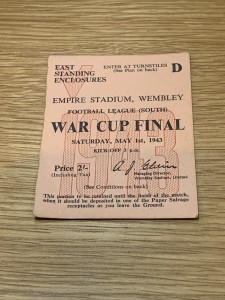 EAST
STANDING
ENCLOSURES
ENTER AT TURNSTILES
(See Plan on back)
D
EMPIRE STADIUM, WEMBLEY
FOOTBALL LEAGUE (SOUTH)
WAR CUP FINAL
SATURDAY, MAY 1st, 1943
KICK-OFF 3 p.m.
Price 2/-
(Including Tax)
Managing Director,
Wembley Stadium, Limited
(See Conditions on back)
This portion to be retained until the finish of the match,
when it should be deposited in one of the Paper Salvage
receptacles as you leave the Ground.